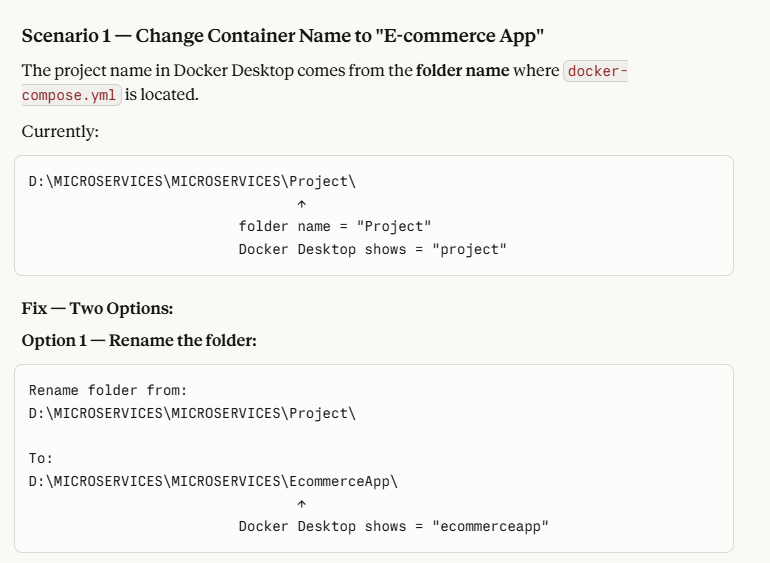 Scenario 1 — Change Container Name to "E-commerce App"
The project name in Docker Desktop comes from the folder name where docker-
compose.yml is located.
Currently:
D:\MICROSERVICES\MICROSERVICES\Project\
↑
folder name = "Project"
Docker Desktop shows = "project"
Fix — Two Options:
Option 1 — Rename the folder:
Rename folder from:
D:\MICROSERVICES\MICROSERVICES\Project\
To:
D:\MICROSERVICES\MICROSERVICES\EcommerceApp\
↑
Docker Desktop shows = "ecommerceapp"